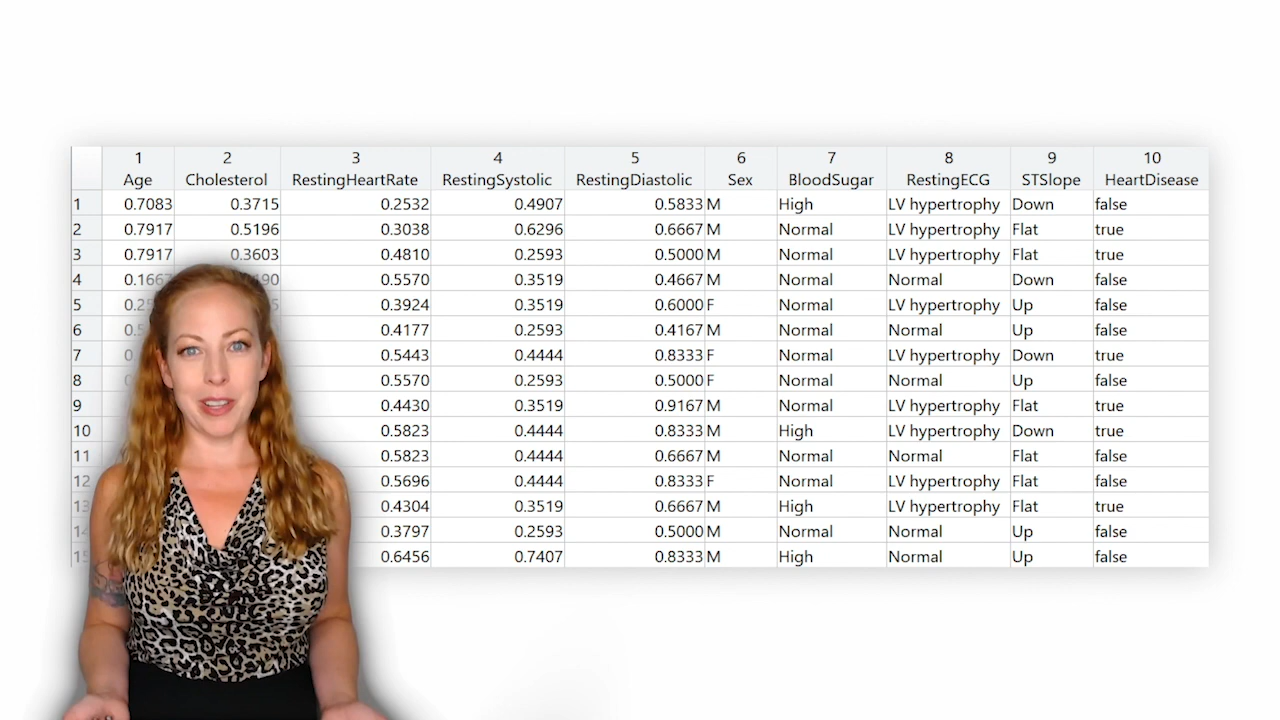 1 2 3 4 5 6 7 8 9 10
Age Cholesterol RestingHeartRate RestingSystolic RestingDiastolic Sex BloodSugar RestingECG STSlope HeartDisease
1 0.7083 0.3715 0.2532 0.4907 0.5833 M High LV hypertrophy Down false
2 0.7917 0.5196 0.3038 0.6296 0.6667 M Normal LV hypertrophy Flat true
3 0.7917 0.3603 0.4810 0.2593 0.5000 M Normal LV hypertrophy Flat true
4 0.5570 0.3519 0.4667 M Normal Normal Down false
5 0.3924 0.3519 0.6000 F Normal LV hypertrophy Up false
6 0.4177 0.2593 0.4167 M Normal Normal Up false
7 0.5443 0.4444 0.8333 F Normal LV hypertrophy Down true
8 0.5570 0.2593 0.5000 F Normal Normal Up false
9 0.4430 0.3519 0.9167 M Normal LV hypertrophy Flat true
10 0.5823 0.4444 0.8333 M High LV hypertrophy Down true
11 0.5823 0.4444 0.6667 M Normal Normal Flat false
12 0.5696 0.4444 0.8333 F Normal LV hypertrophy Flat false
13 0.4304 0.3519 0.6667 M High LV hypertrophy Flat true
14 0.3797 0.2593 0.5000 M Normal Normal Up false
15 0.6456 0.7407 0.8333 M High Normal Up false